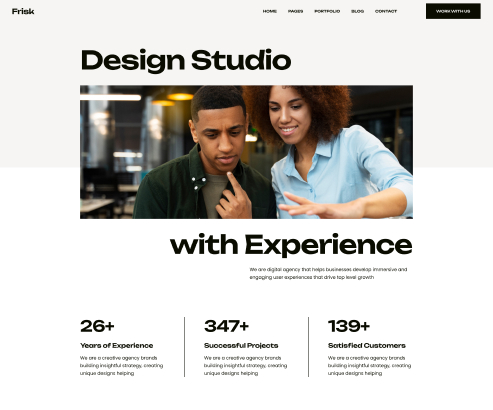 Frisk
HOME PAGES PORTFOLIO BLOG CONTACT
WORK WITH US
Design Studio
with Experience
We are digital agency that helps businesses develop immersive and
engaging user experiences that drive top level growth
26+
Years of Experience
We are a creative agency brands
building insightful strategy, creating
unique designs helping
347+
Successful Projects
We are a creative agency brands
building insightful strategy, creating
unique designs helping
139+
Satisfied Customers
We are a creative agency brands
building insightful strategy, creating
unique designs helping